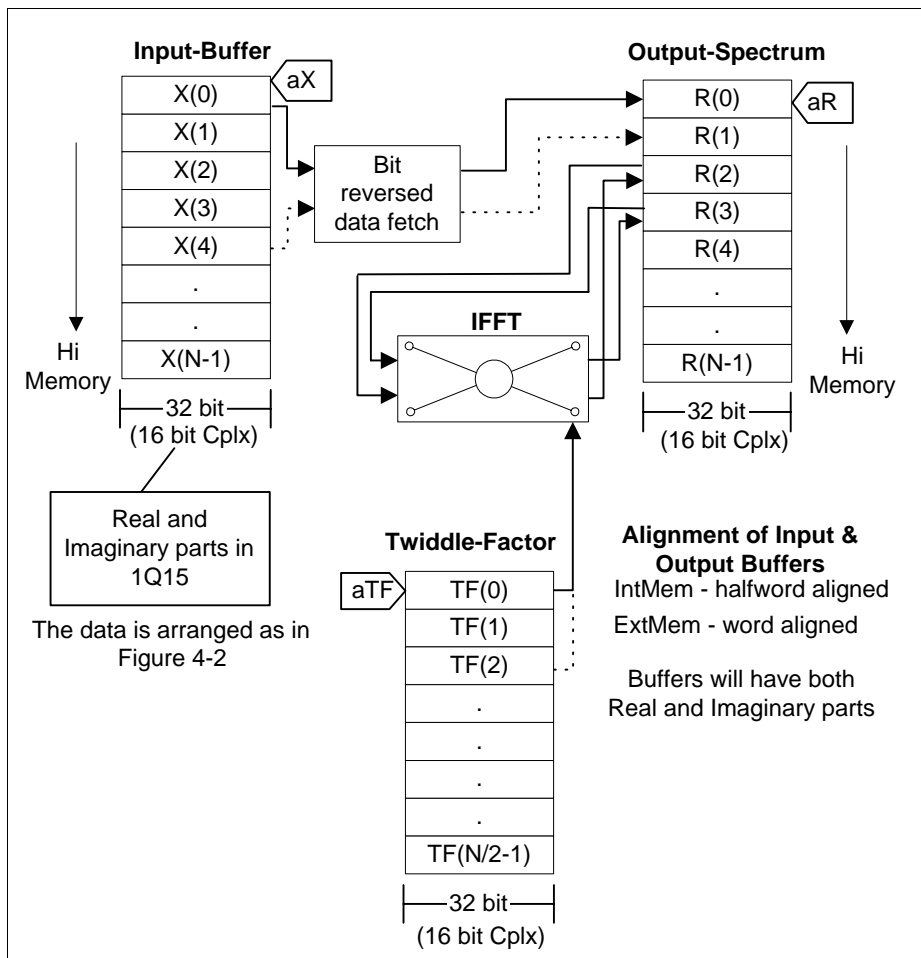 Input-Buffer
aX
X(0)
X(1)
X(2)
X(3)
X(4)
.
.
X(N-1)
Hi
Memory
32 bit
(16 bit Cplx)
Real and
Imaginary parts in
1Q15
The data is arranged as in
Figure 4-2
Bit
reversed
data fetch
Output-Spectrum
aR
R(0)
R(1)
R(2)
R(3)
R(4)
.
.
R(N-1)
Hi
Memory
32 bit
(16 bit Cplx)
IFFT
Twiddle-Factor
aTF
TF(0)
TF(1)
TF(2)
.
.
.
.
TF(N/2-1)
32 bit
(16 bit Cplx)
Alignment of Input &
Output Buffers
IntMem - halfword aligned
ExtMem - word aligned
Buffers will have both
Real and Imaginary parts